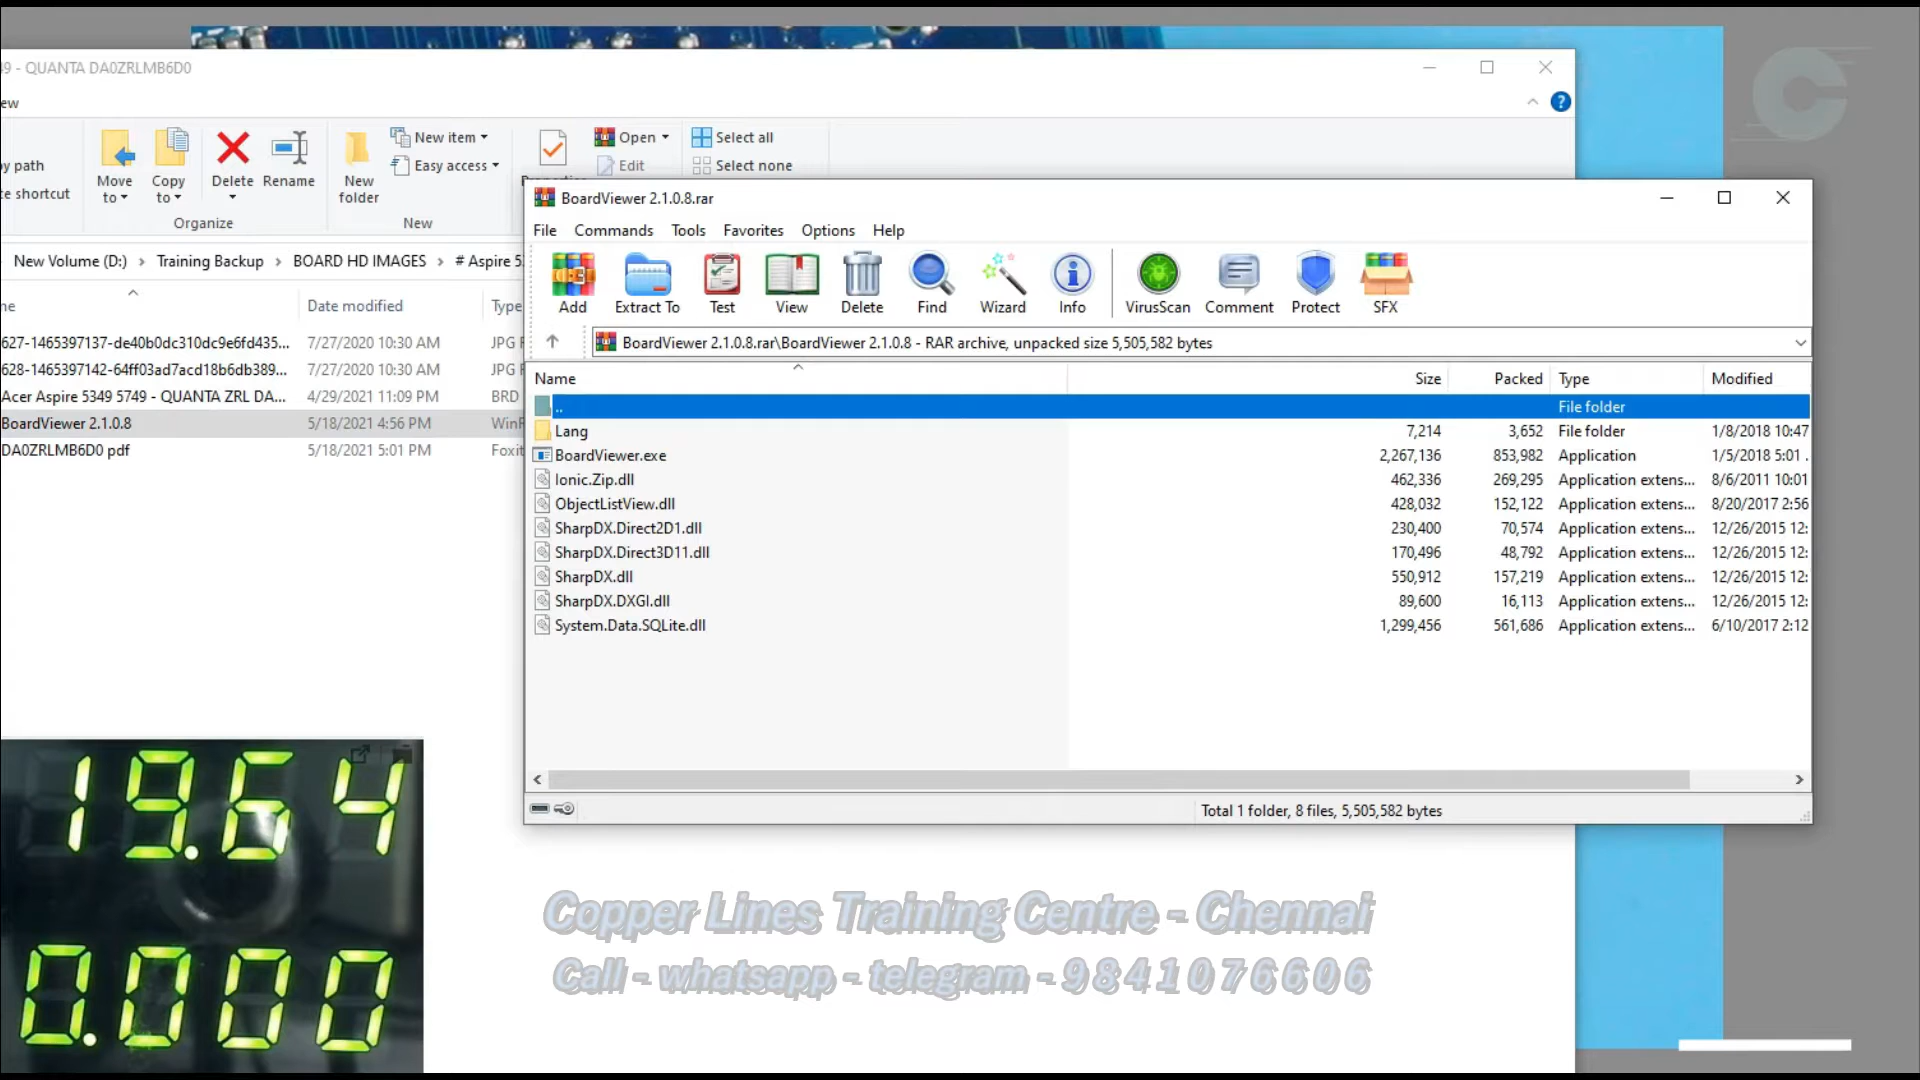 49 - QUANTA DA0ZRLMB6D0
ew
y path
te shortcut
Move to
Copy to
Delete
Rename
Organize
New folder
New item
Easy access
New
Open
Edit
Select all
Select none
New Volume (D:) > Training Backup > BOARD HD IMAGES > # Aspire 5
me Date modified Type
627-1465397137-de40b0dc310dc9e6fd435... 7/27/2020 10:30 AM JPG F
628-1465397142-64ff03ad7acd18b6db389... 7/27/2020 10:30 AM JPG F
Acer Aspire 5349 5749 - QUANTA ZRL DA... 4/29/2021 11:09 PM BRD
BoardViewer 2.1.0.8 5/18/2021 4:56 PM WinR
DA0ZRLMB6D0 pdf 5/18/2021 5:01 PM Foxit
BoardViewer 2.1.0.8.rar
File Commands Tools Favorites Options Help
Add Extract To Test View Delete Find Wizard Info VirusScan Comment Protect SFX
BoardViewer 2.1.0.8.rar\BoardViewer 2.1.0.8 - RAR archive, unpacked size 5,505,582 bytes
Name Size Packed Type Modified
.. File folder
Lang 7,214 3,652 File folder 1/8/2018 10:47
BoardViewer.exe 2,267,136 853,982 Application 1/5/2018 5:01 .
Ionic.Zip.dll 462,336 269,295 Application extens... 8/6/2011 10:01
ObjectListView.dll 428,032 152,122 Application extens... 8/20/2017 2:56
SharpDX.Direct2D1.dll 230,400 70,574 Application extens... 12/26/2015 12:
SharpDX.Direct3D11.dll 170,496 48,792 Application extens... 12/26/2015 12:
SharpDX.dll 550,912 157,219 Application extens... 12/26/2015 12:
SharpDX.DXGI.dll 89,600 16,113 Application extens... 12/26/2015 12:
System.Data.SQLite.dll 1,299,456 561,686 Application extens... 6/10/2017 2:12
Total 1 folder, 8 files, 5,505,582 bytes
19.64
0.000
Copper Lines Training Centre - Chennai
Call - whatsapp - telegram - 9841076606